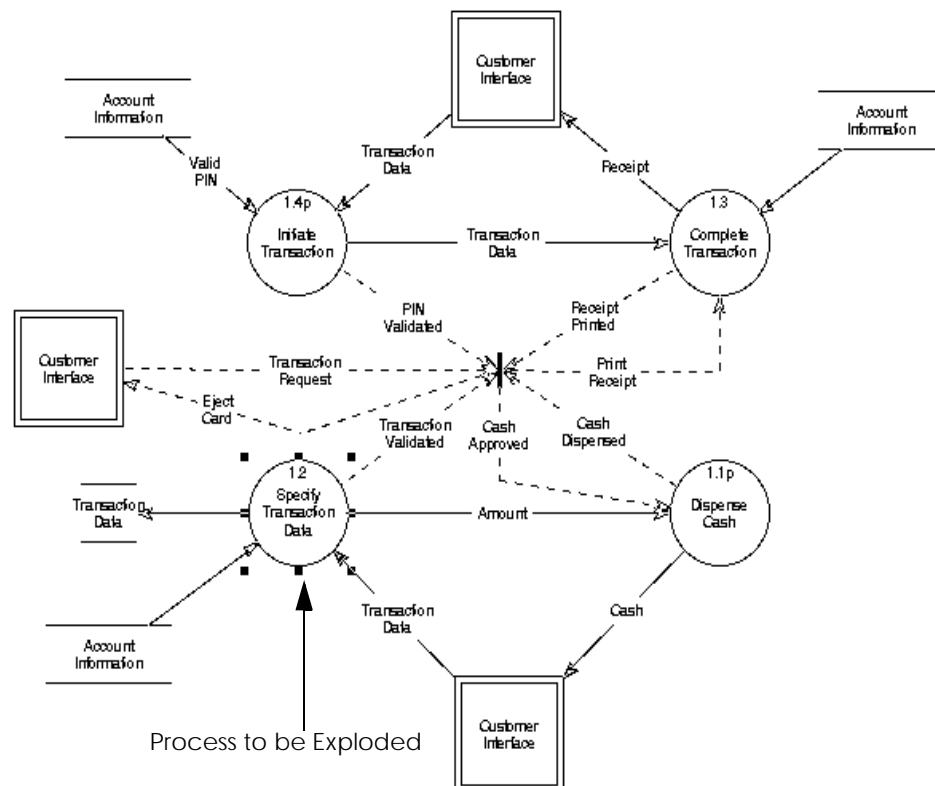 Customer
Interface
Account
Information
Account
Information
Valid
PIN
Transaction
Data
Receipt
1.4p
Initiate
Transaction
Transaction
Data
1.3
Complete
Transaction
PIN
Validated
Receipt
Printed
Customer
Interface
Transaction
Request
Print
Receipt
Eject
Card
Transaction
Validated
Cash
Approved
Cash
Dispensed
Transaction
Data
1.2
Specify
Transaction
Data
Amount
1.1p
Dispense
Cash
Transaction
Data
Cash
Account
Information
Customer
Interface
Process to be Exploded